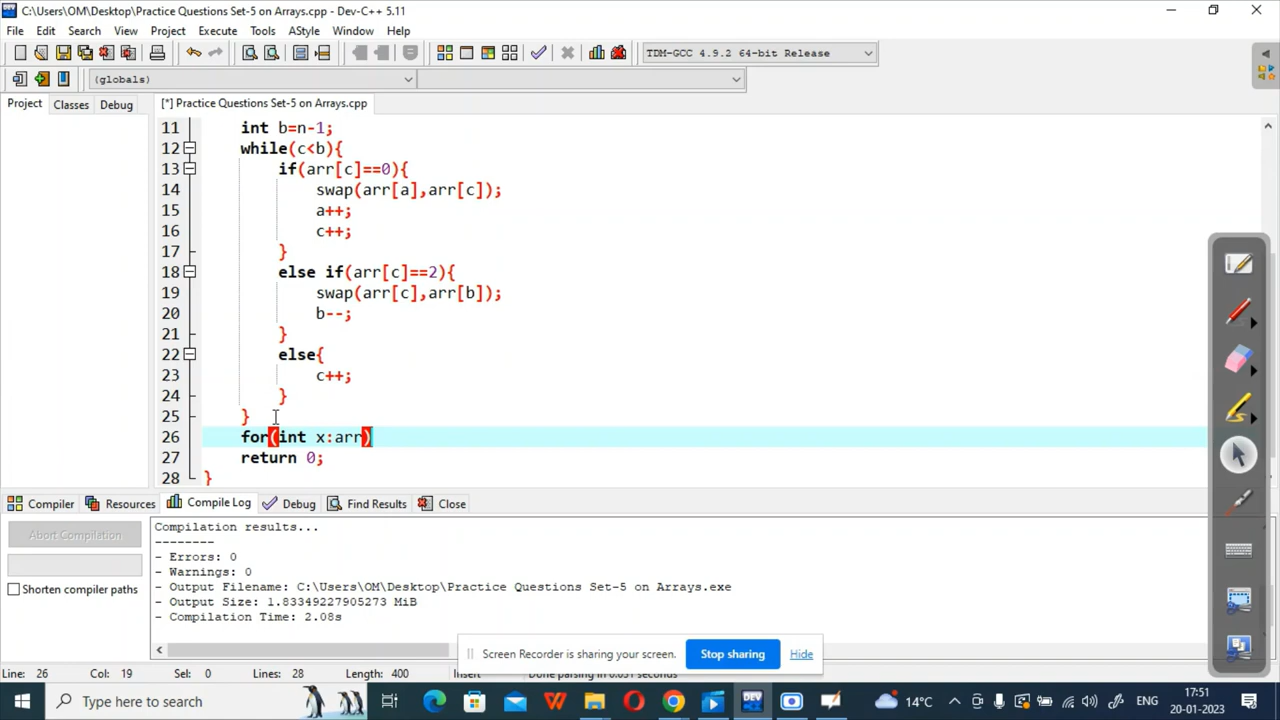 C:\Users\OM\Desktop\Practice Questions Set-5 on Arrays.cpp - Dev-C++ 5.11
File Edit Search View Project Execute Tools AStyle Window Help
TDM-GCC 4.9.2 64-bit Release
(globals)
Project Classes Debug
[*] Practice Questions Set-5 on Arrays.cpp
11 int b=n-1;
12 while(c<b){
13 if(arr[c]==0){
14 swap(arr[a],arr[c]);
15 a++;
16 c++;
17 }
18 else if(arr[c]==2){
19 swap(arr[c],arr[b]);
20 b--;
21 }
22 else{
23 c++;
24 }
25 }
26 for(int x:arr)
27 return 0;
28 }
Compiler Resources Compile Log Debug Find Results Close
Abort Compilation
Shorten compiler paths
Compilation results...
--------
- Errors: 0
- Warnings: 0
- Output Filename: C:\Users\OM\Desktop\Practice Questions Set-5 on Arrays.exe
- Output Size: 1.83349227905273 MiB
- Compilation Time: 2.08s
Screen Recorder is sharing your screen. Stop sharing Hide
Line: 26 Col: 19 Sel: 0 Lines: 28 Length: 400 Insert Done parsing in 0.031 seconds
Type here to search
DEV
14°C
ENG
17:51
20-01-2023